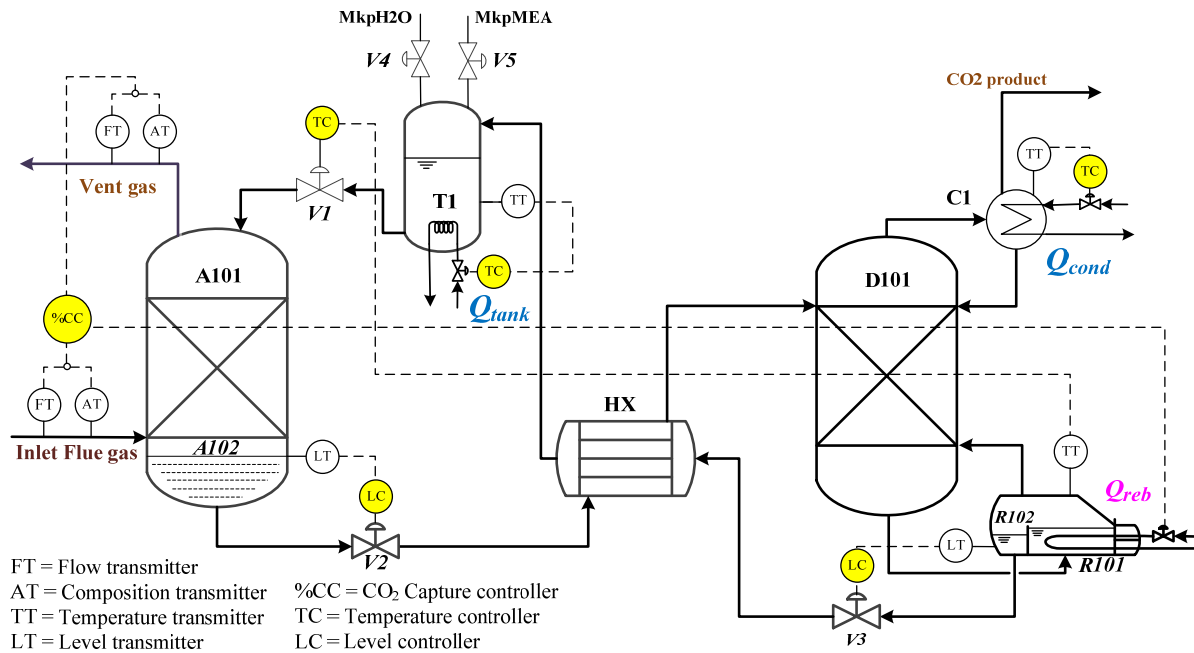 MkpH2O
MkpMEA
V4
V5
CO2 product
FT
AT
TC
TT
TC
Vent gas
V1
T1
TT
C1
TC
Qcond
A101
D101
Qtank
%CC
HX
FT
AT
Inlet Flue gas
A102
LT
TT
LC
Qreb
R102
V2
LT
R101
LC
V3
FT = Flow transmitter
AT = Composition transmitter
TT = Temperature transmitter
LT = Level transmitter
%CC = CO₂ Capture controller
TC = Temperature controller
LC = Level controller